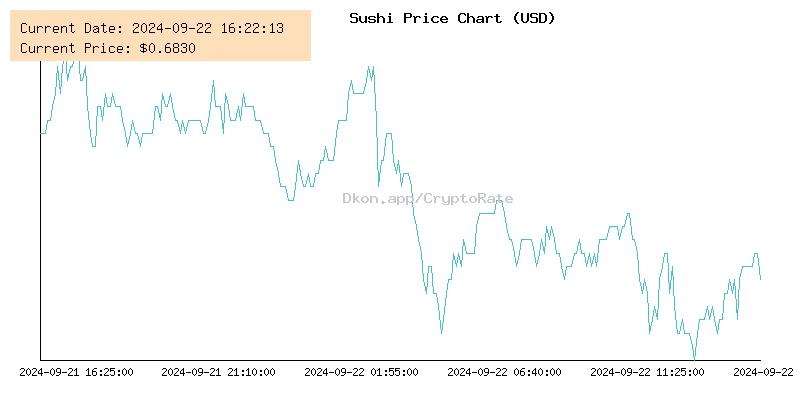 Sushi Price Chart (USD)
Current Date: 2024-09-22 16:22:13
Current Price: $0.6830
Dkon.app/CryptoRate
2024-09-21 16:25:00
2024-09-21 21:10:00
2024-09-22 01:55:00
2024-09-22 06:40:00
2024-09-22 11:25:00
2024-09-22